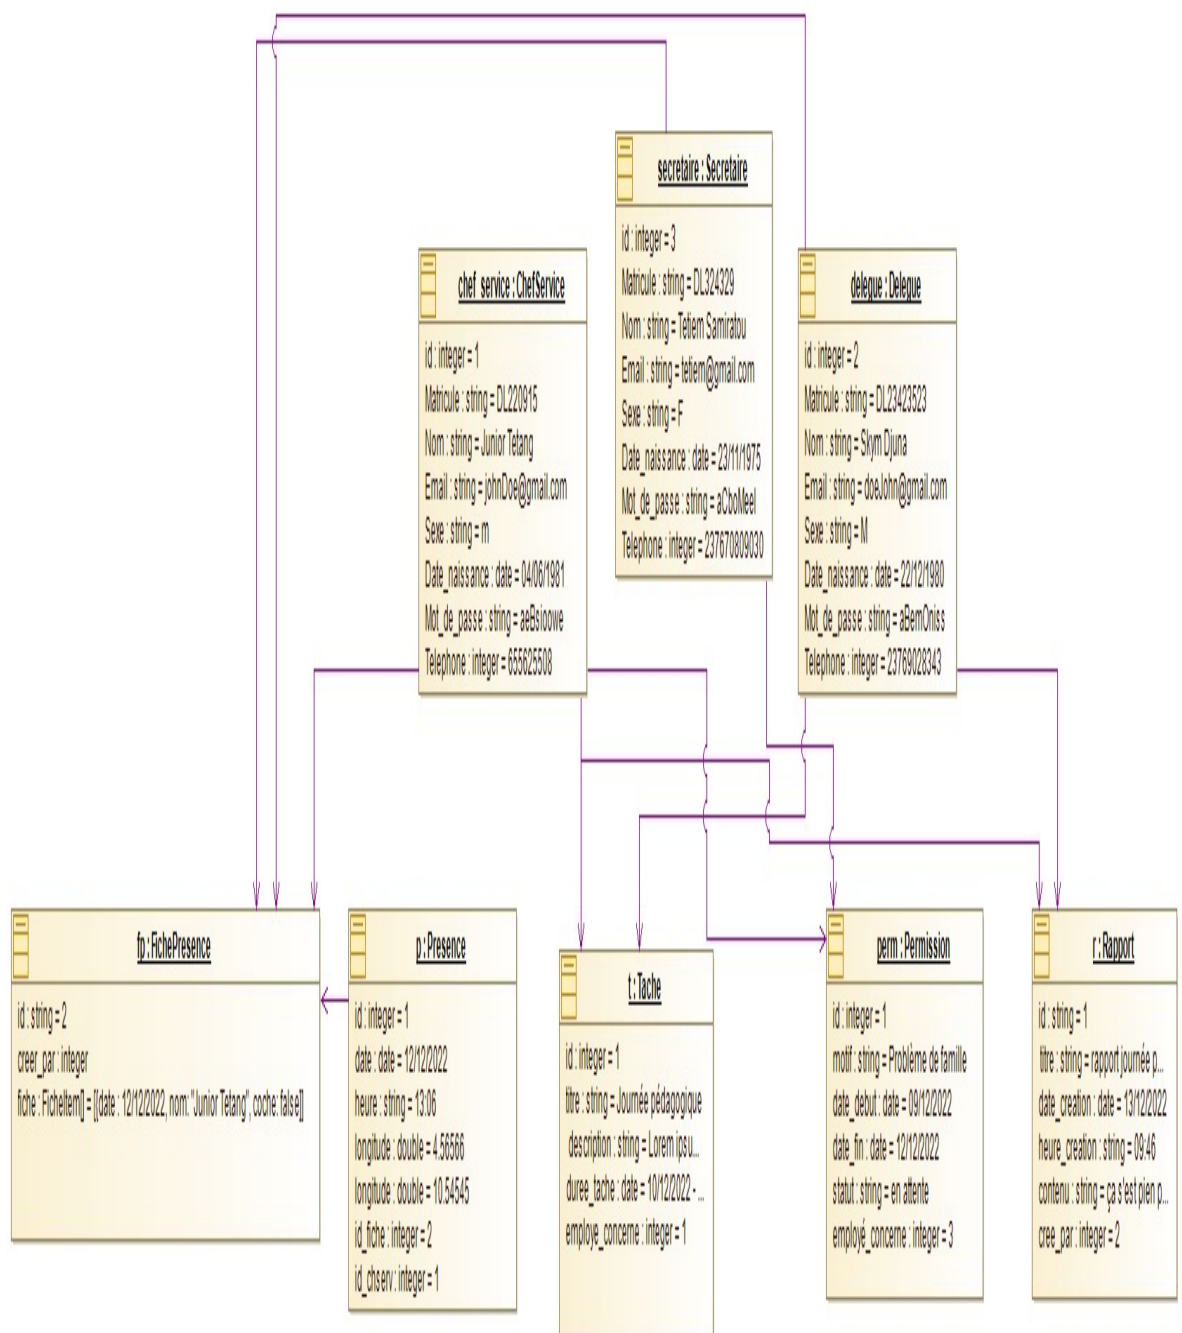 secretaire : Secretaire
id : integer = 3
Matricule : string = DL324329
Nom : string = Tetiem Samiratou
Email : string = tetiem@gmail.com
Sexe : string = F
Date_naissance : date = 23/11/1975
Mot_de_passe : string = aCboMeel
Telephone : integer = 237670809030
chef_service : ChefService
id : integer = 1
Matricule : string = DL220915
Nom : string = Junior Tetang
Email : string = johnDoe@gmail.com
Sexe : string = m
Date_naissance : date = 04/06/1981
Mot_de_passe : string = aeBsioowe
Telephone : integer = 655625508
delegue : Delegue
id : integer = 2
Matricule : string = DL23423523
Nom : string = Skym Djuna
Email : string = doeJohn@gmail.com
Sexe : string = M
Date_naissance : date = 22/12/1980
Mot_de_passe : string = aBemOniss
Telephone : integer = 23769028343
fp : FichePresence
id : string = 2
creer_par : integer
fiche : FicheItem[] = [{date : 12/12/2022, nom: "Junior Tetang", coche: false}]
p : Presence
id : integer = 1
date : date = 12/12/2022
heure : string = 13:06
longitude : double = 4.56566
longitude : double = 10.54545
id_fiche : integer = 2
id_chserv : integer = 1
t : Tache
id : integer = 1
titre : string = Journée pédagogique
description : string = Lorem ipsu...
duree_tache : date = 10/12/2022 - ...
employe_concerne : integer = 1
perm : Permission
id : integer = 1
motif : string = Problème de famille
date_debut : date = 09/12/2022
date_fin : date = 12/12/2022
statut : string = en attente
employé_concerne : integer = 3
r : Rapport
id : string = 1
titre : string = rapport journée p...
date_creation : date = 13/12/2022
heure_creation : string = 09:46
contenu : string = ça s'est pien p...
cree_par : integer = 2